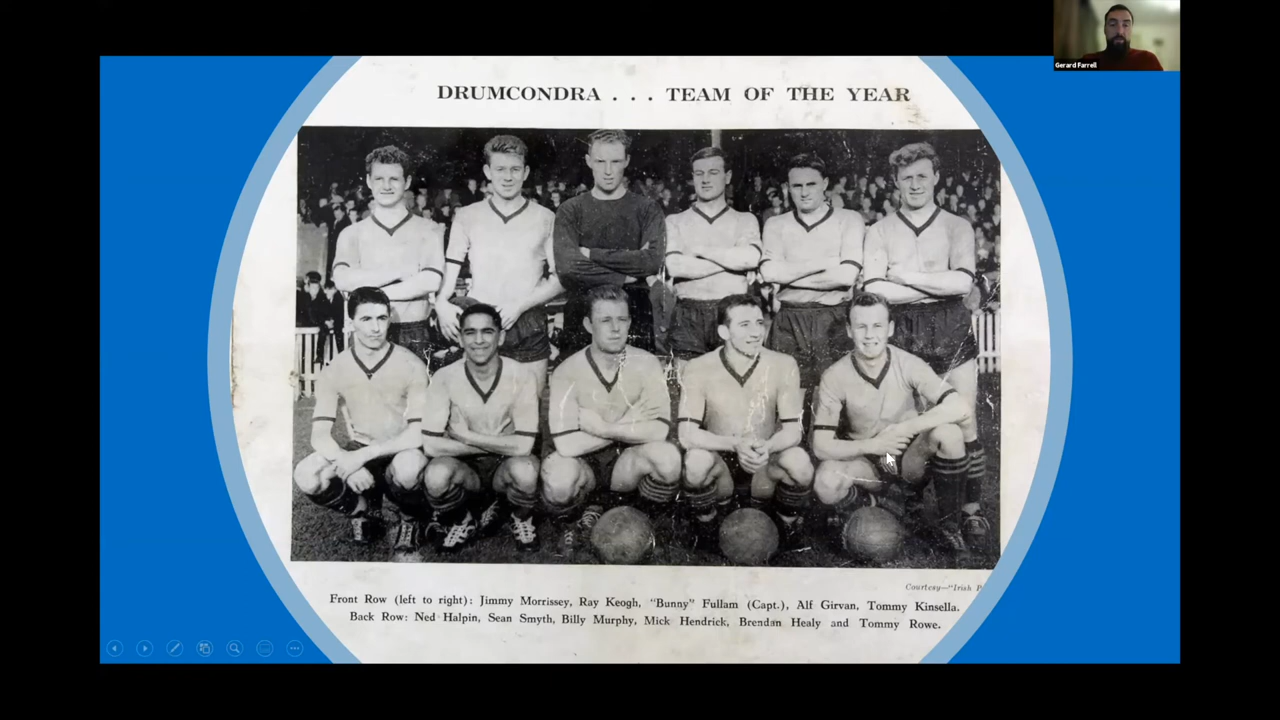 Gerard Farrell
DRUMCONDRA . . . TEAM OF THE YEAR
Courtesy—"Irish
Front Row (left to right): Jimmy Morrissey, Ray Keogh, "Bunny" Fullam (Capt.), Alf Girvan, Tommy Kinsella.
Back Row: Ned Halpin, Sean Smyth, Billy Murphy, Mick Hendrick, Brendan Healy and Tommy Rowe.